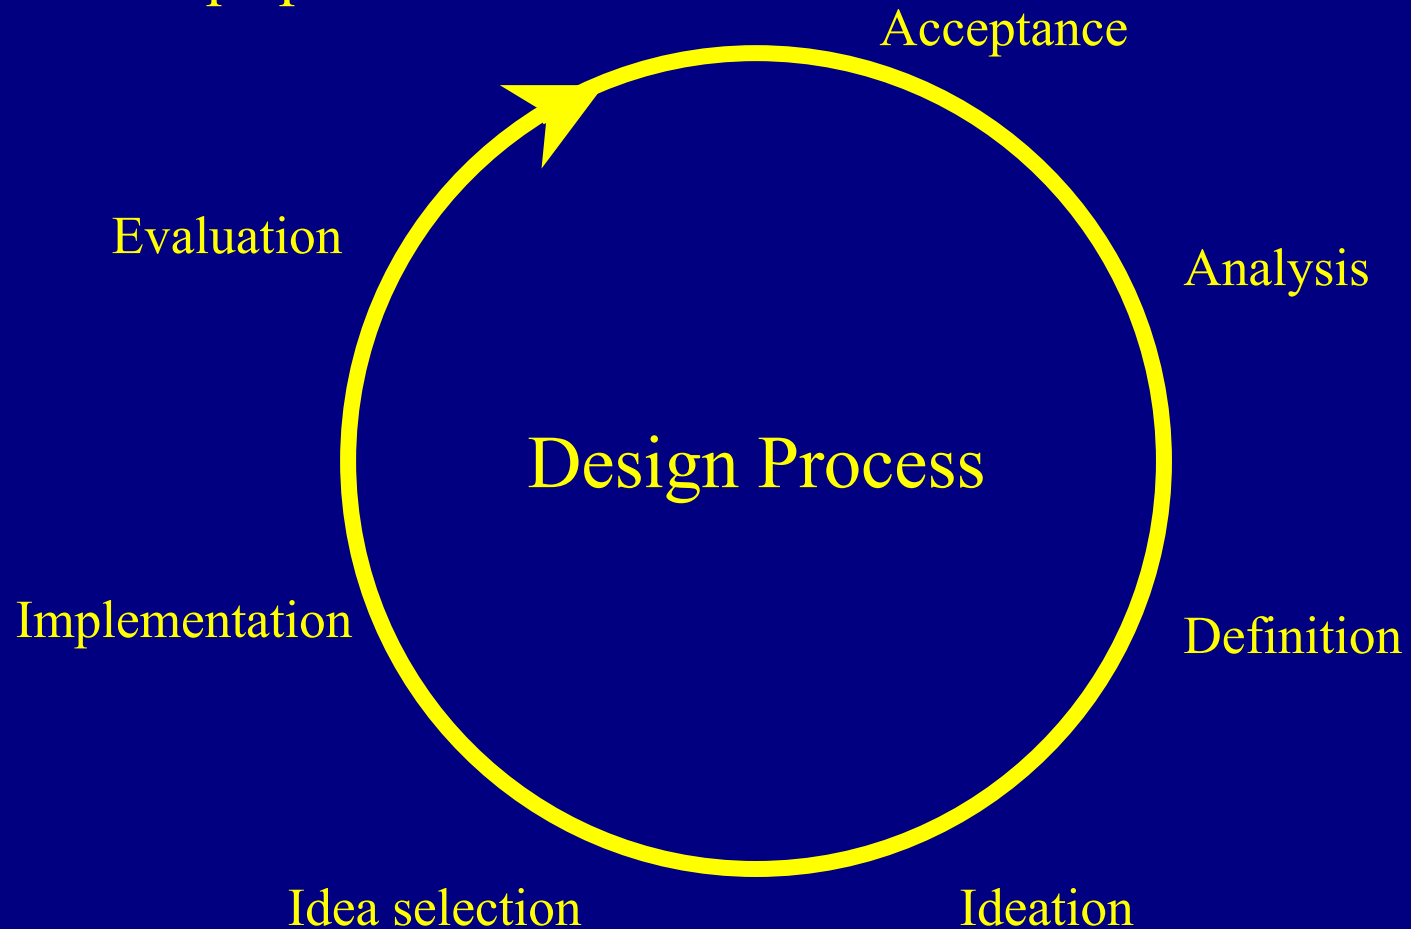 Acceptance
Evaluation
Analysis
Design Process
Implementation
Definition
Idea selection
Ideation